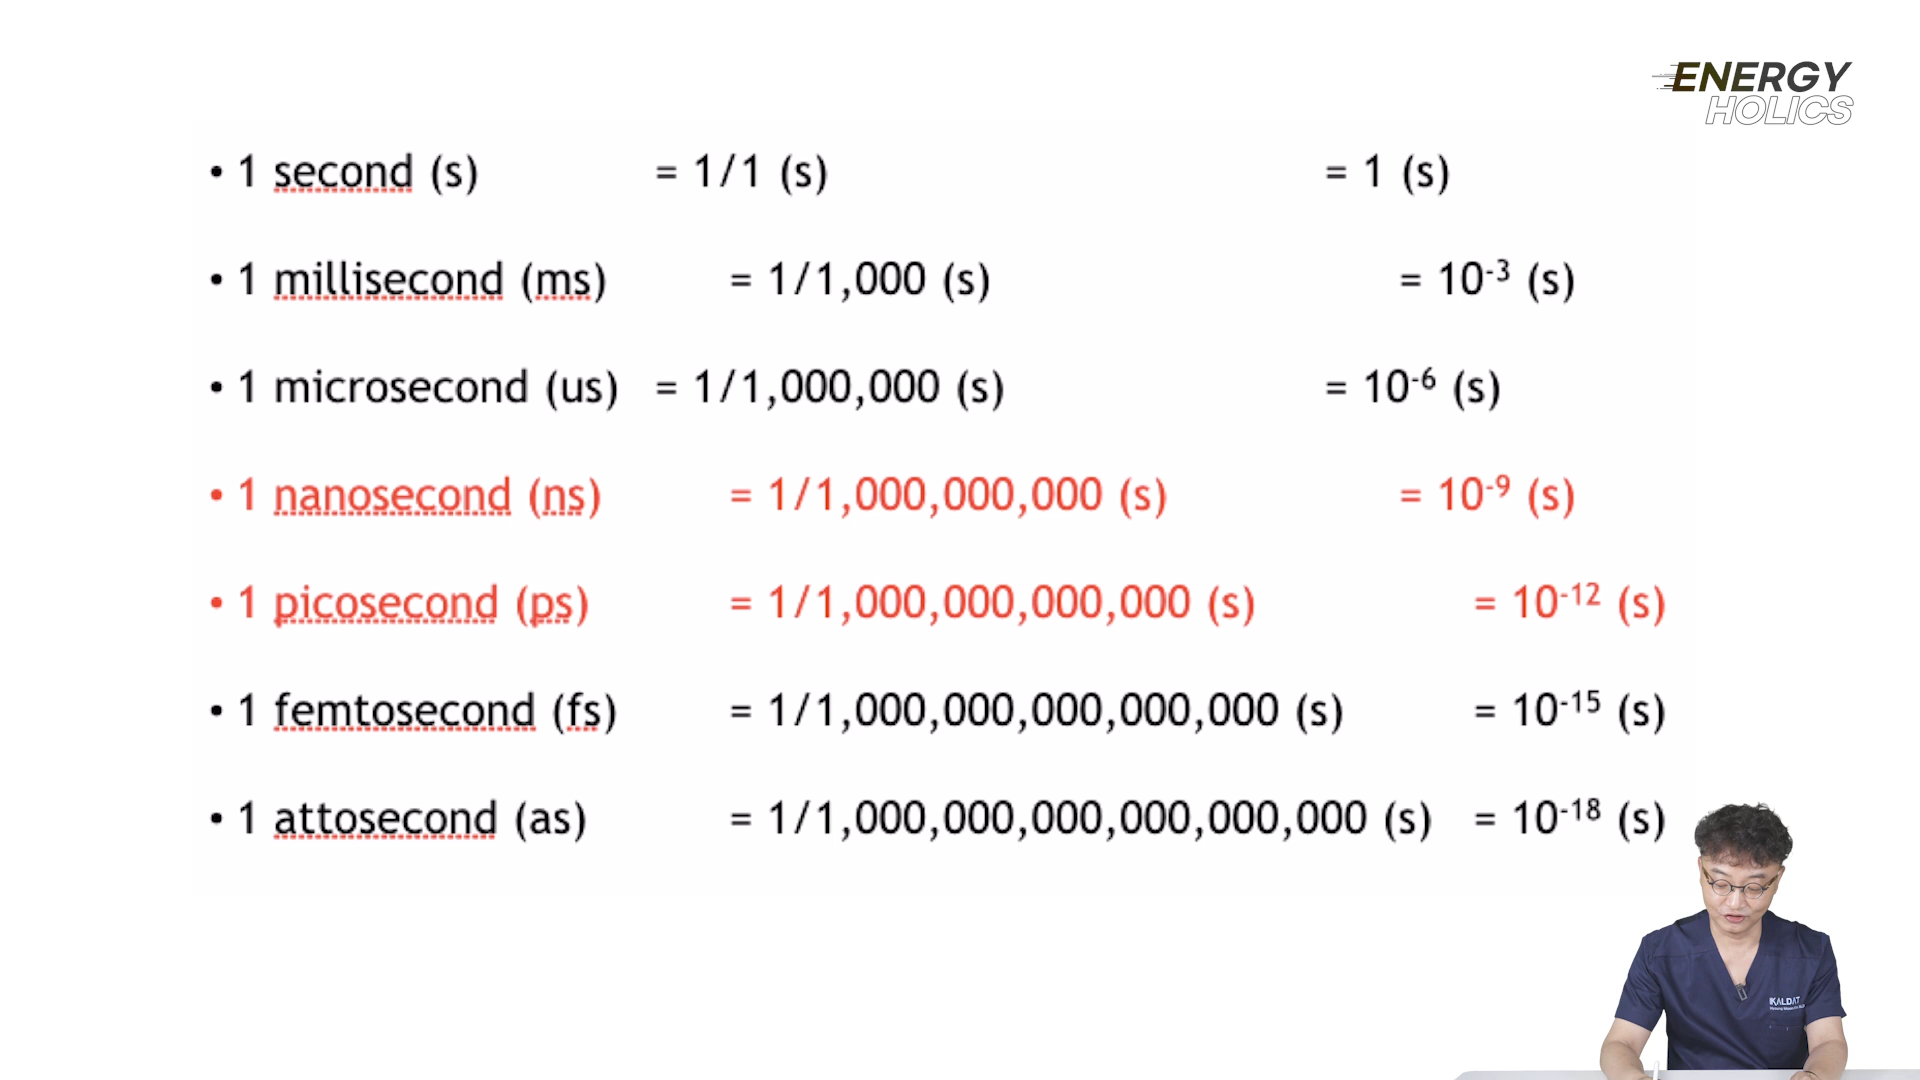 ENERGY
HOLICS
• 1 second (s) = 1/1 (s) = 1 (s)
• 1 millisecond (ms) = 1/1,000 (s) = 10⁻³ (s)
• 1 microsecond (us) = 1/1,000,000 (s) = 10⁻⁶ (s)
• 1 nanosecond (ns) = 1/1,000,000,000 (s) = 10⁻⁹ (s)
• 1 picosecond (ps) = 1/1,000,000,000,000 (s) = 10⁻¹² (s)
• 1 femtosecond (fs) = 1/1,000,000,000,000,000 (s) = 10⁻¹⁵ (s)
• 1 attosecond (as) = 1/1,000,000,000,000,000,000 (s) = 10⁻¹⁸ (s)
KALDAT